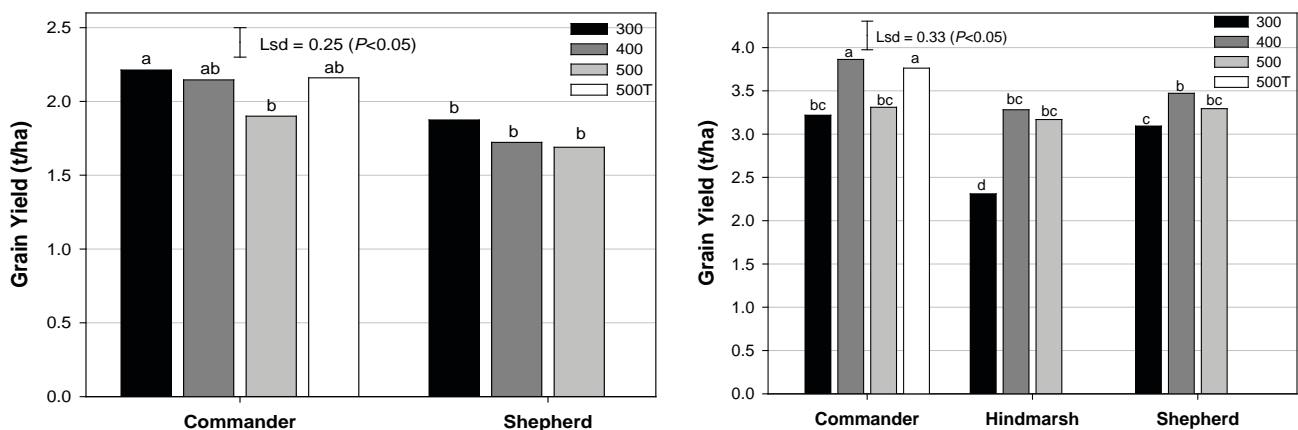 2.5
2.0
1.5
1.0
0.5
0.0
Grain Yield (t/ha)
Lsd = 0.25 (P<0.05)
300
400
500
500T
a
ab
b
ab
b
b
b
Commander
Shepherd
4.0
3.5
3.0
2.5
2.0
1.5
1.0
0.5
0.0
Grain Yield (t/ha)
Lsd = 0.33 (P<0.05)
300
400
500
500T
bc
a
bc
a
d
bc
bc
c
b
bc
Commander
Hindmarsh
Shepherd